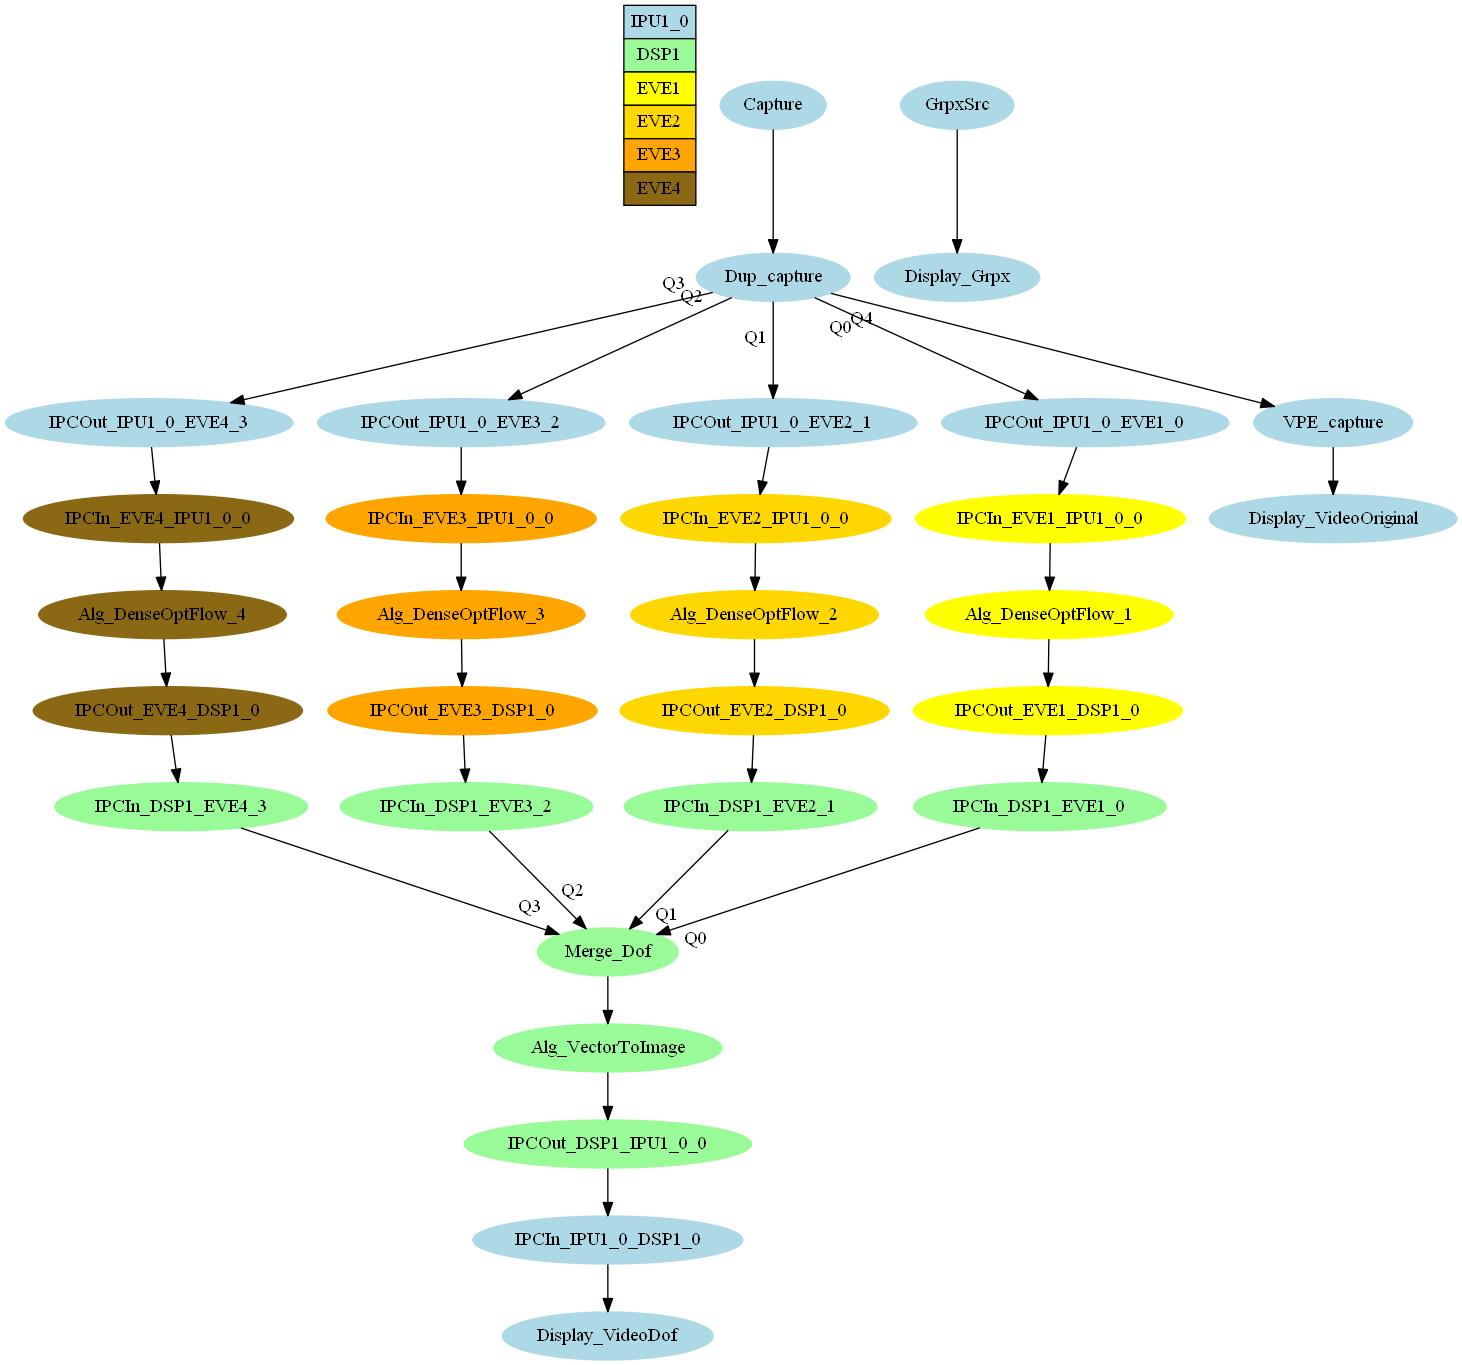 IPU1_0
DSP1
EVE1
EVE2
EVE3
EVE4
Capture
GrpxSrc
Dup_capture
Display_Grpx
Q3
Q2
Q1
Q0
Q4
IPCOut_IPU1_0_EVE4_3
IPCOut_IPU1_0_EVE3_2
IPCOut_IPU1_0_EVE2_1
IPCOut_IPU1_0_EVE1_0
VPE_capture
IPCIn_EVE4_IPU1_0_0
IPCIn_EVE3_IPU1_0_0
IPCIn_EVE2_IPU1_0_0
IPCIn_EVE1_IPU1_0_0
Display_VideoOriginal
Alg_DenseOptFlow_4
Alg_DenseOptFlow_3
Alg_DenseOptFlow_2
Alg_DenseOptFlow_1
IPCOut_EVE4_DSP1_0
IPCOut_EVE3_DSP1_0
IPCOut_EVE2_DSP1_0
IPCOut_EVE1_DSP1_0
IPCIn_DSP1_EVE4_3
IPCIn_DSP1_EVE3_2
IPCIn_DSP1_EVE2_1
IPCIn_DSP1_EVE1_0
Q3
Q2
Q1
Q0
Merge_Dof
Alg_VectorToImage
IPCOut_DSP1_IPU1_0_0
IPCIn_IPU1_0_DSP1_0
Display_VideoDof